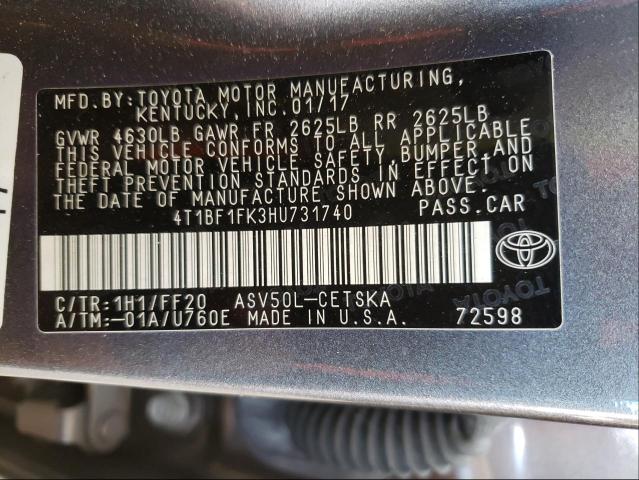 MFD.BY:TOYOTA MOTOR MANUFACTURING,
KENTUCKY, INC.01/17
GVWR 4630LB GAWR FR 2625LB RR 2625LB
THIS VEHICLE CONFORMS TO ALL APPLICABLE
FEDERAL MOTOR VEHICLE SAFETY, BUMPER,AND
THEFT PREVENTION STANDARDS IN EFFECT ON
THE DATE OF MANUFACTURE SHOWN ABOVE.
4T1BF1FK3HU731740 PASS.CAR
C/TR:1H1/FF20 ASV50L-CETSKA
A/TM:-01A/U760E MADE IN U.S.A. 72598
TOYOTA